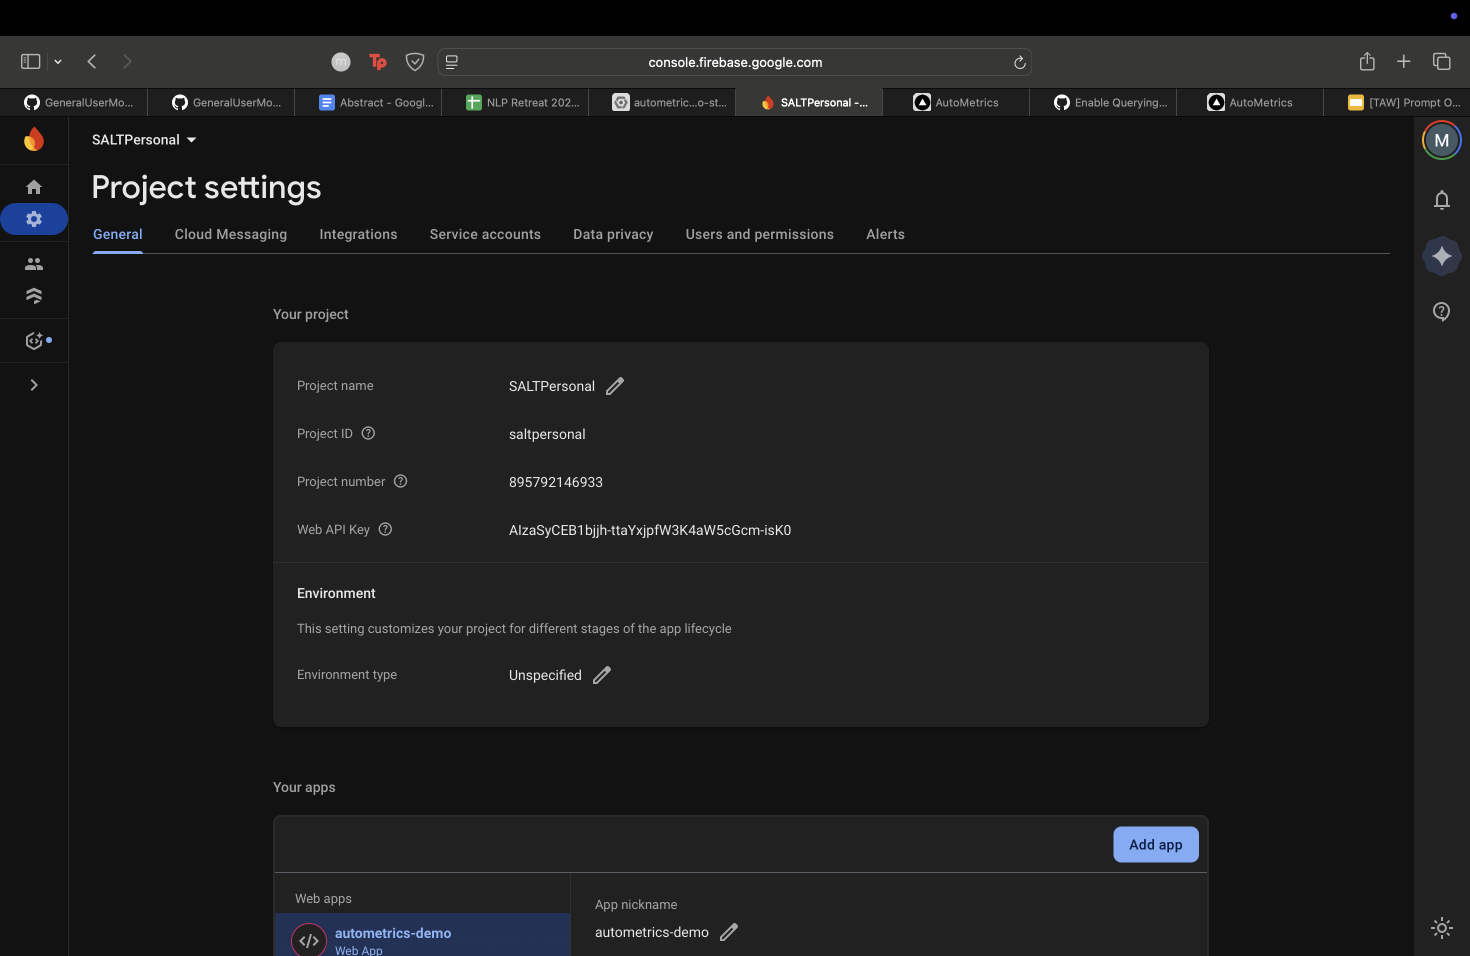 console.firebase.google.com
GeneralUserMo...
GeneralUserMo...
Abstract - Googl...
NLP Retreat 202...
autometric...o-st...
SALTPersonal -...
AutoMetrics
Enable Querying...
AutoMetrics
[TAW] Prompt O...
SALTPersonal
M
Project settings
General Cloud Messaging Integrations Service accounts Data privacy Users and permissions Alerts
Your project
Project name SALTPersonal
Project ID saltpersonal
Project number 895792146933
Web API Key AIzaSyCEB1bjjh-ttaYxjpfW3K4aW5cGcm-isK0
Environment
This setting customizes your project for different stages of the app lifecycle
Environment type Unspecified
Your apps
Add app
Web apps
autometrics-demo
Web App
App nickname
autometrics-demo